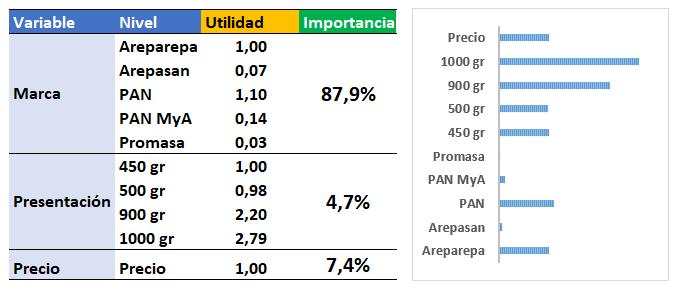 Variable Nivel Utilidad Importancia
Marca
Areparepa 1,00
Arepasan 0,07
PAN 1,10
PAN MyA 0,14
Promasa 0,03
87,9%
Presentación
450 gr 1,00
500 gr 0,98
900 gr 2,20
1000 gr 2,79
4,7%
Precio Precio 1,00 7,4%
Precio
1000 gr
900 gr
500 gr
450 gr
Promasa
PAN MyA
PAN
Arepasan
Areparepa